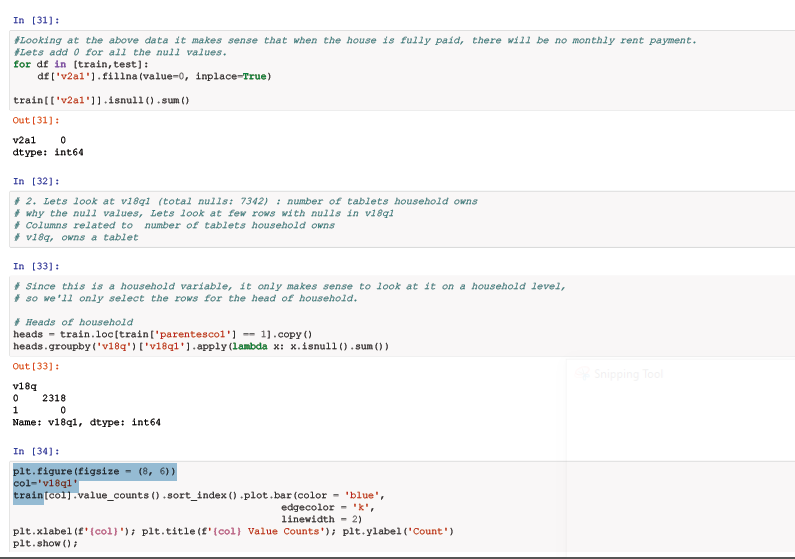 In [31]:
#Looking at the above data it makes sense that when the house is fully paid, there will be no monthly rent payment.
#Lets add 0 for all the null values.
for df in [train,test]:
    df['v2a1'].fillna(value=0, inplace=True)
train[['v2a1']].isnull().sum()
Out[31]:
v2a1    0
dtype: int64
In [32]:
# 2. Lets look at v18q1 (total nulls: 7342) : number of tablets household owns
# why the null values, Lets look at few rows with nulls in v18q1
# Columns related to  number of tablets household owns
# v18q, owns a tablet
In [33]:
# Since this is a household variable, it only makes sense to look at it on a household level,
# so we'll only select the rows for the head of household.
# Heads of household
heads = train.loc[train['parentesco1'] == 1].copy()
heads.groupby('v18q')['v18q1'].apply(lambda x: x.isnull().sum())
Out[33]:
v18q
0    2318
1       0
Name: v18q1, dtype: int64
Snipping Tool
In [34]:
plt.figure(figsize = (8, 6))
col='v18q1'
train[col].value_counts().sort_index().plot.bar(color = 'blue',
                                             edgecolor = 'k',
                                             linewidth = 2)
plt.xlabel(f'{col}'); plt.title(f'{col} Value Counts'); plt.ylabel('Count')
plt.show();